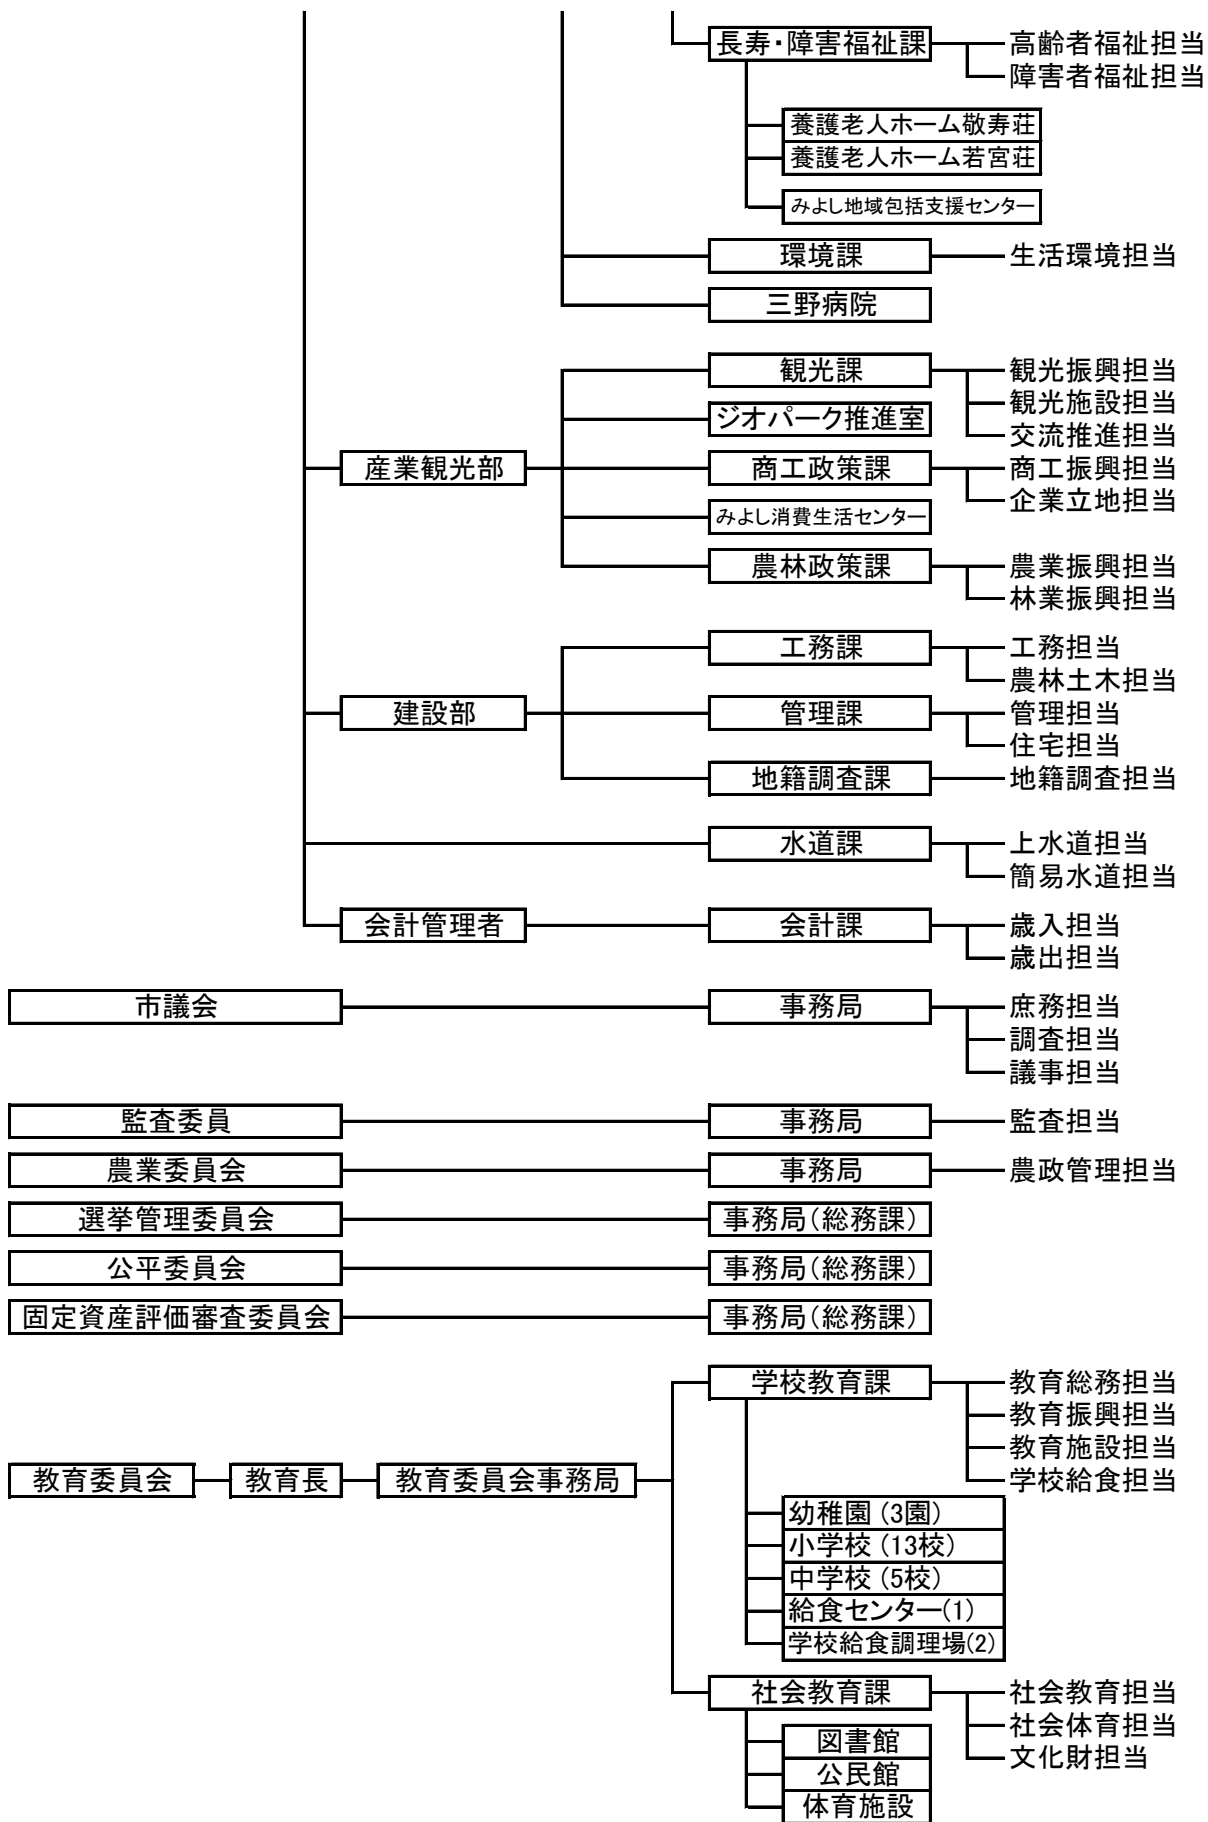 長寿・障害福祉課
高齢者福祉担当
障害者福祉担当
養護老人ホーム敬寿荘
養護老人ホーム若宮荘
みよし地域包括支援センター
環境課
生活環境担当
三野病院
産業観光部
観光課
観光振興担当
観光施設担当
交流推進担当
ジオパーク推進室
商工政策課
商工振興担当
企業立地担当
みよし消費生活センター
農林政策課
農業振興担当
林業振興担当
建設部
工務課
工務担当
農林土木担当
管理課
管理担当
住宅担当
地籍調査課
地籍調査担当
水道課
上水道担当
簡易水道担当
会計管理者
会計課
歳入担当
歳出担当
市議会
事務局
庶務担当
調査担当
議事担当
監査委員
事務局
監査担当
農業委員会
事務局
農政管理担当
選挙管理委員会
事務局(総務課)
公平委員会
事務局(総務課)
固定資産評価審査委員会
事務局(総務課)
教育委員会
教育長
教育委員会事務局
学校教育課
教育総務担当
教育振興担当
教育施設担当
学校給食担当
幼稚園 (3園)
小学校 (13校)
中学校 (5校)
給食センター(1)
学校給食調理場(2)
社会教育課
社会教育担当
社会体育担当
文化財担当
図書館
公民館
体育施設